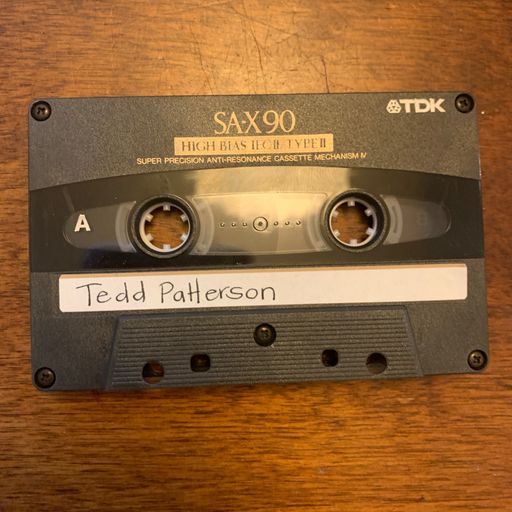 SA-X90
TDK
HIGH BIAS IEC II/TYPE II
SUPER PRECISION ANTI-RESONANCE CASSETTE MECHANISM IV
A
Tedd Patterson